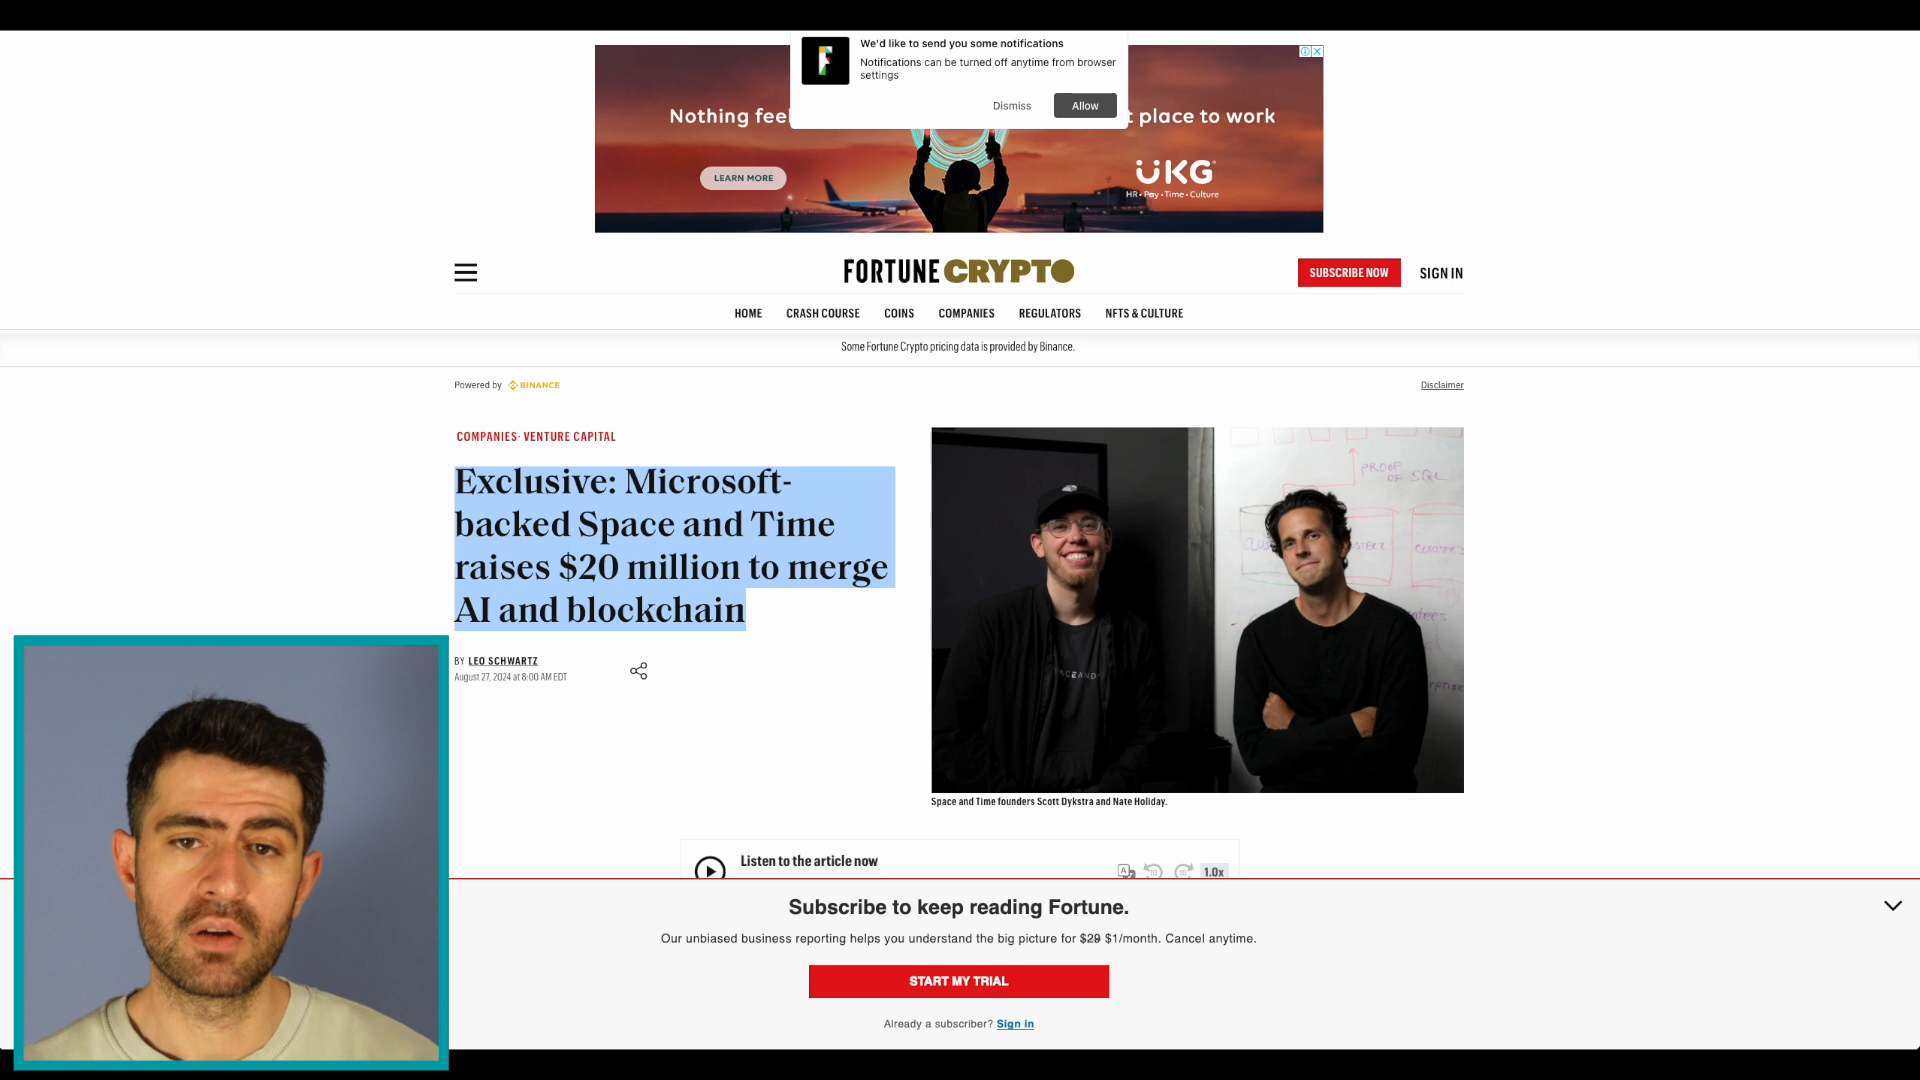 We'd like to send you some notifications
Notifications can be turned off anytime from browser
settings
Dismiss
Allow
Nothing feel
t place to work
LEARN MORE
UKG
HR • Pay • Time • Culture
FORTUNE CRYPTO
SUBSCRIBE NOW
SIGN IN
HOME
CRASH COURSE
COINS
COMPANIES
REGULATORS
NFTS & CULTURE
Some Fortune Crypto pricing data is provided by Binance.
Powered by BINANCE
Disclaimer
COMPANIES· VENTURE CAPITAL
Exclusive: Microsoft-
backed Space and Time
raises $20 million to merge
AI and blockchain
BY LEO SCHWARTZ
August 27, 2024 at 8:00 AM EDT
PROOF
OF SQL
Space and Time founders Scott Dykstra and Nate Holiday.
Listen to the article now
10
10
1.0x
Subscribe to keep reading Fortune.
Our unbiased business reporting helps you understand the big picture for $29 $1/month. Cancel anytime.
START MY TRIAL
Already a subscriber? Sign in